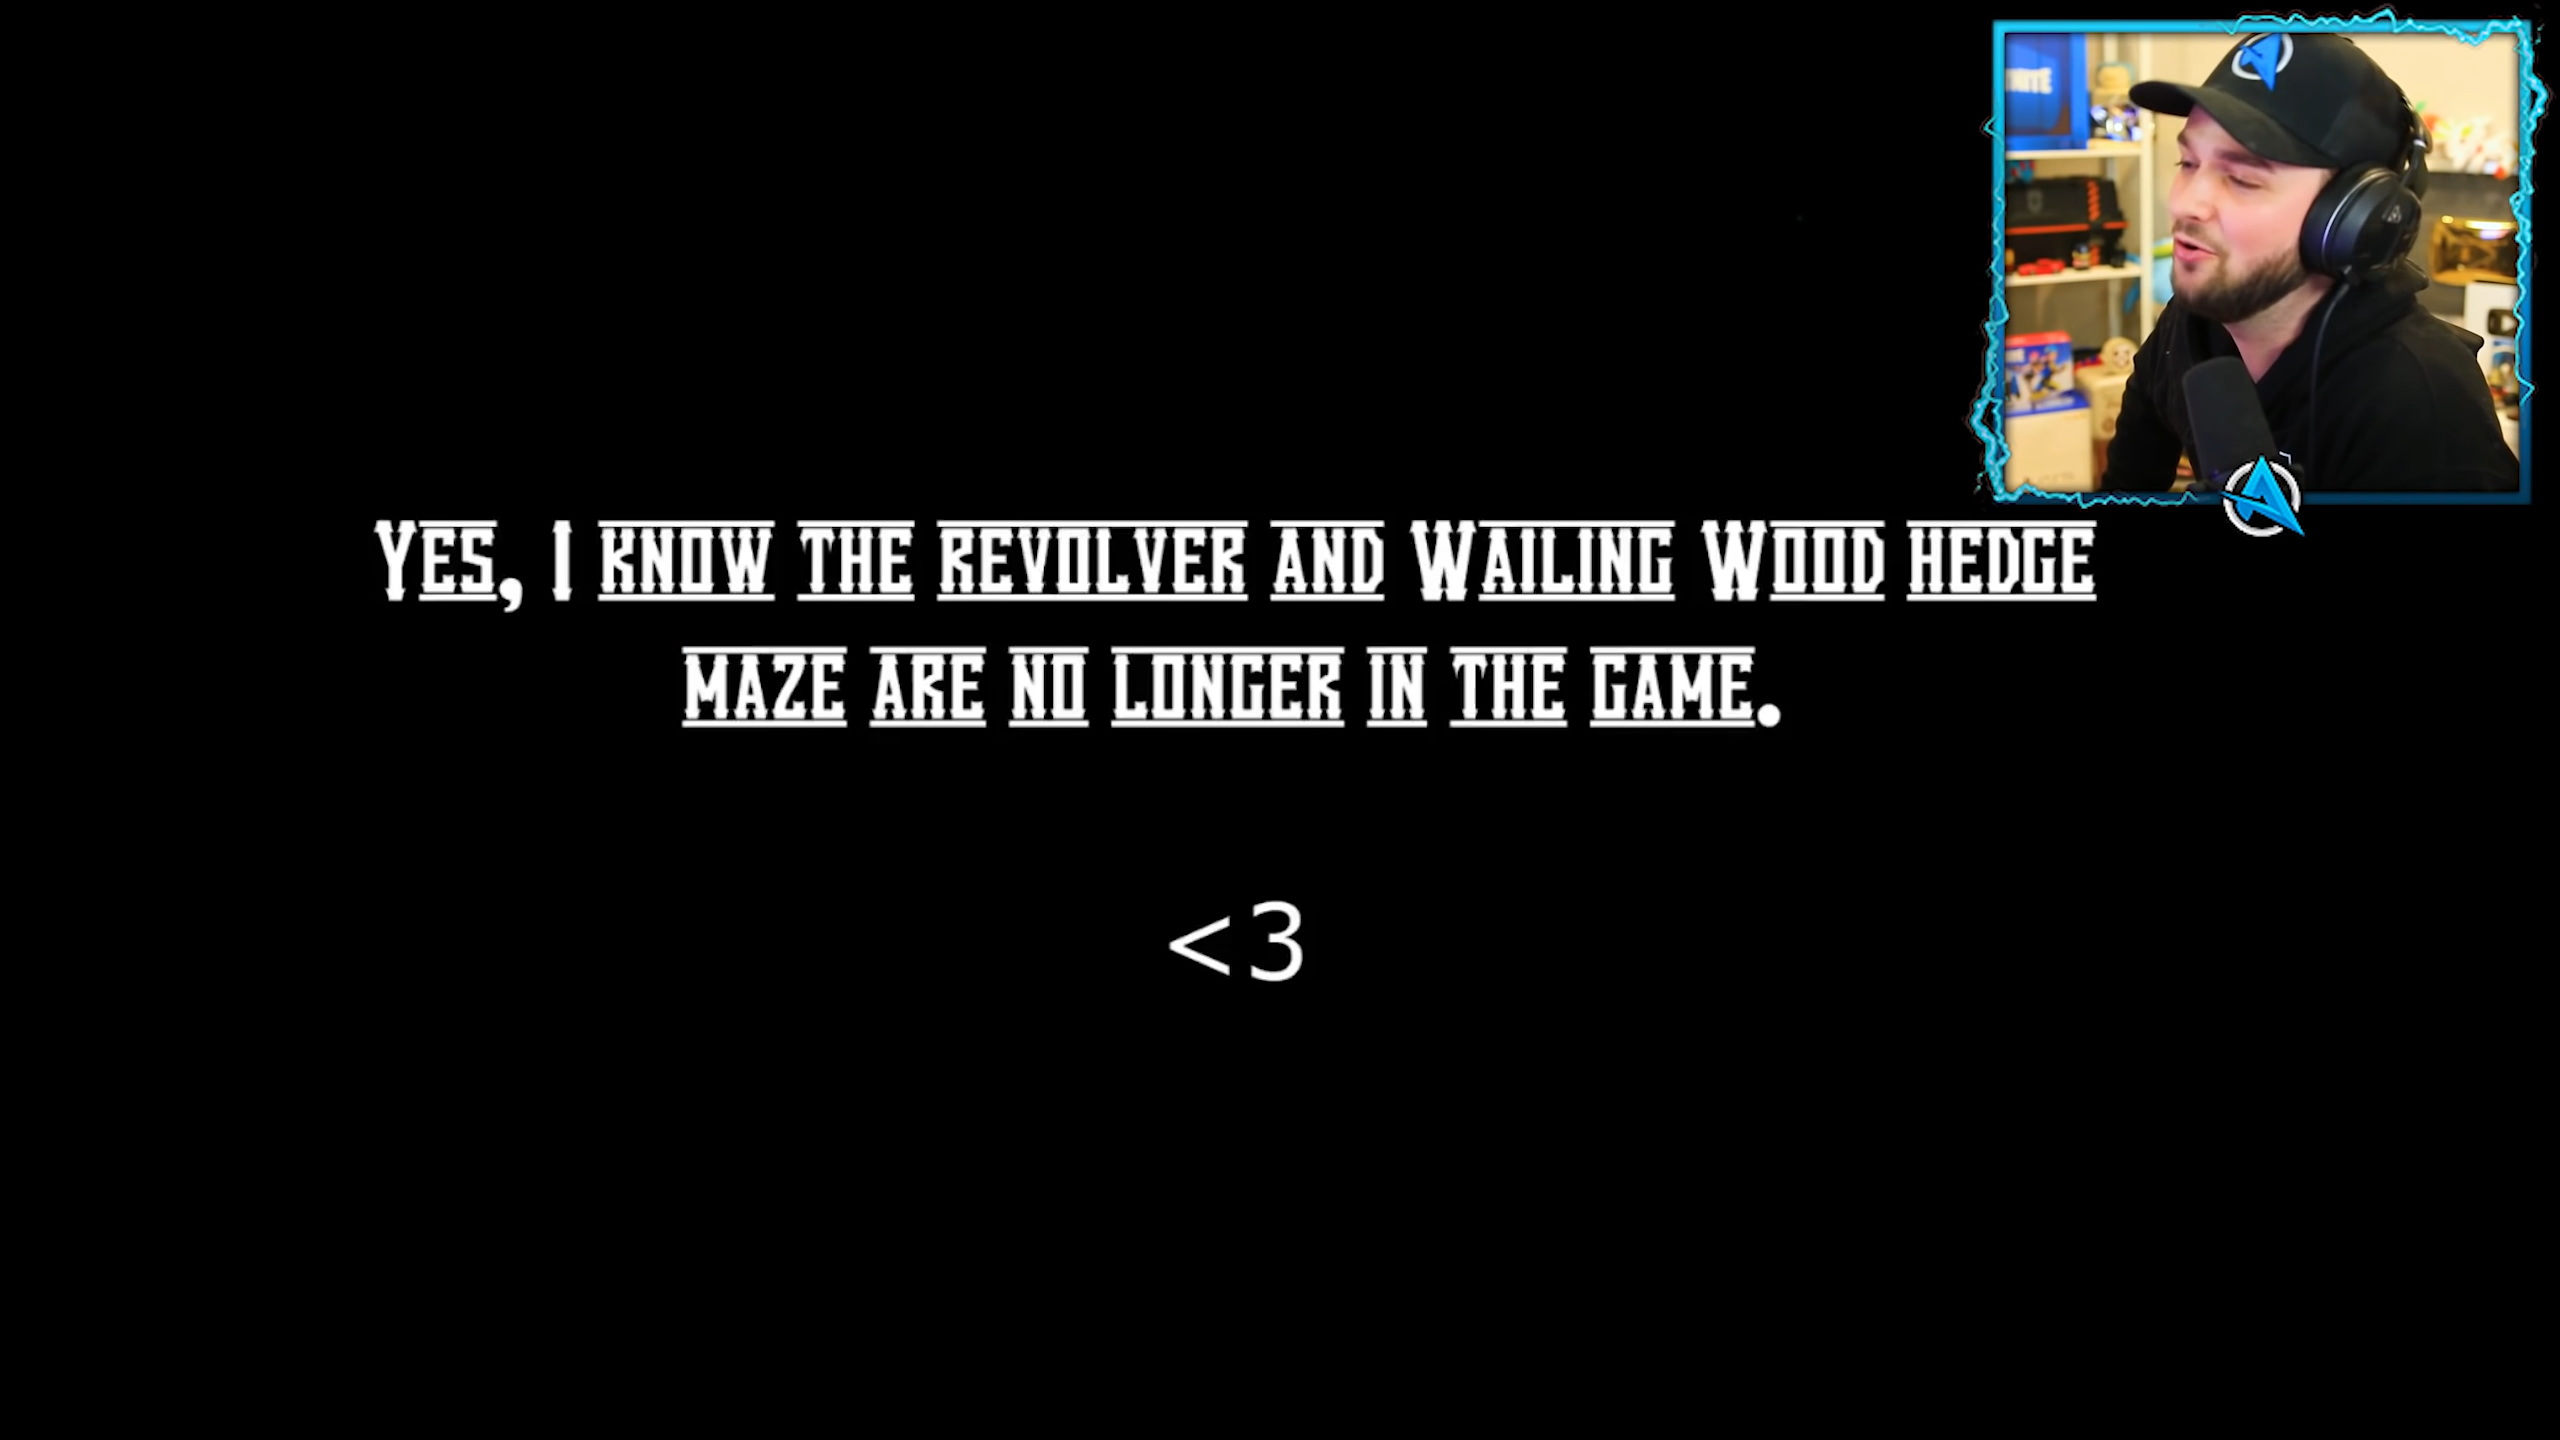 Yes, I know the revolver and Wailing Wood hedge
maze are no longer in the game.
<3